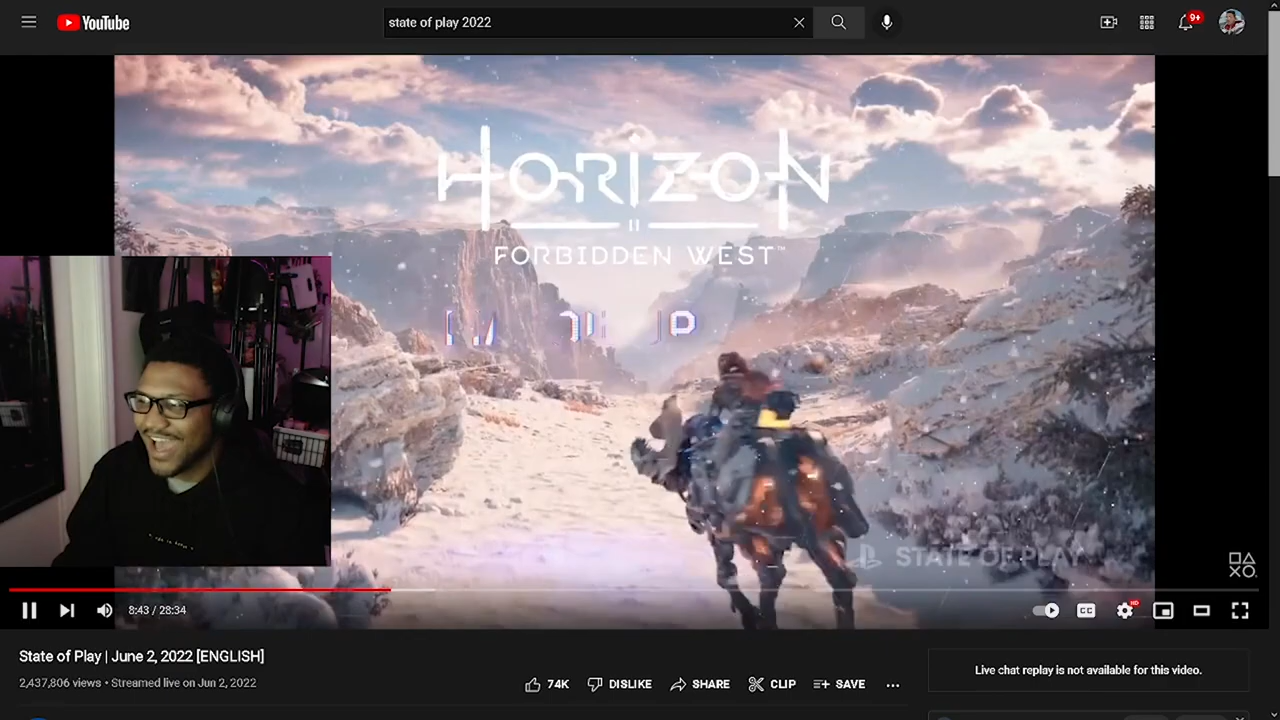 YouTube
state of play 2022
9+
HORIZON
II
FORBIDDEN WEST™
STATE OF PLAY
8:43 / 28:34
CC
HD
State of Play | June 2, 2022 [ENGLISH]
2,437,806 views • Streamed live on Jun 2, 2022
74K
DISLIKE
SHARE
CLIP
SAVE
Live chat replay is not available for this video.